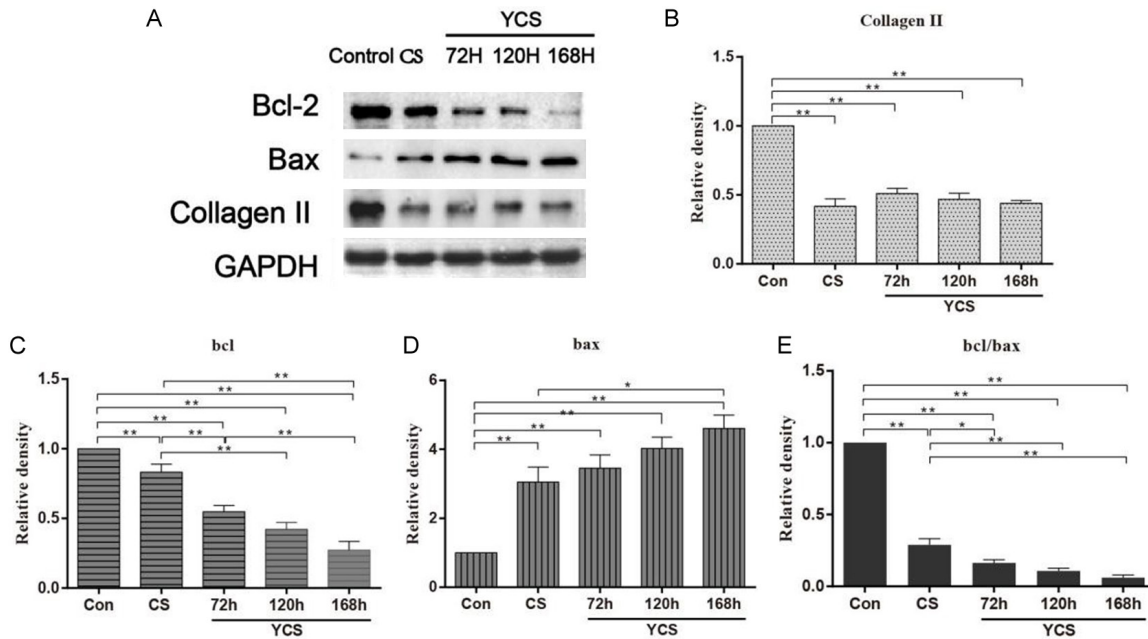 A
YCS
Control CS 72H 120H 168H
Bcl-2
Bax
Collagen II
GAPDH
B
Collagen II
Relative density
1.5
1.0
0.5
0.0
**
**
**
**
Con CS 72h 120h 168h
YCS
C
bcl
Relative density
1.5
1.0
0.5
0.0
**
**
**
**
** ** **
**
Con CS 72h 120h 168h
YCS
D
bax
Relative density
6
4
2
0
*
**
**
**
**
Con CS 72h 120h 168h
YCS
E
bcl/bax
Relative density
1.5
1.0
0.5
0.0
**
**
**
** *
**
**
Con CS 72h 120h 168h
YCS